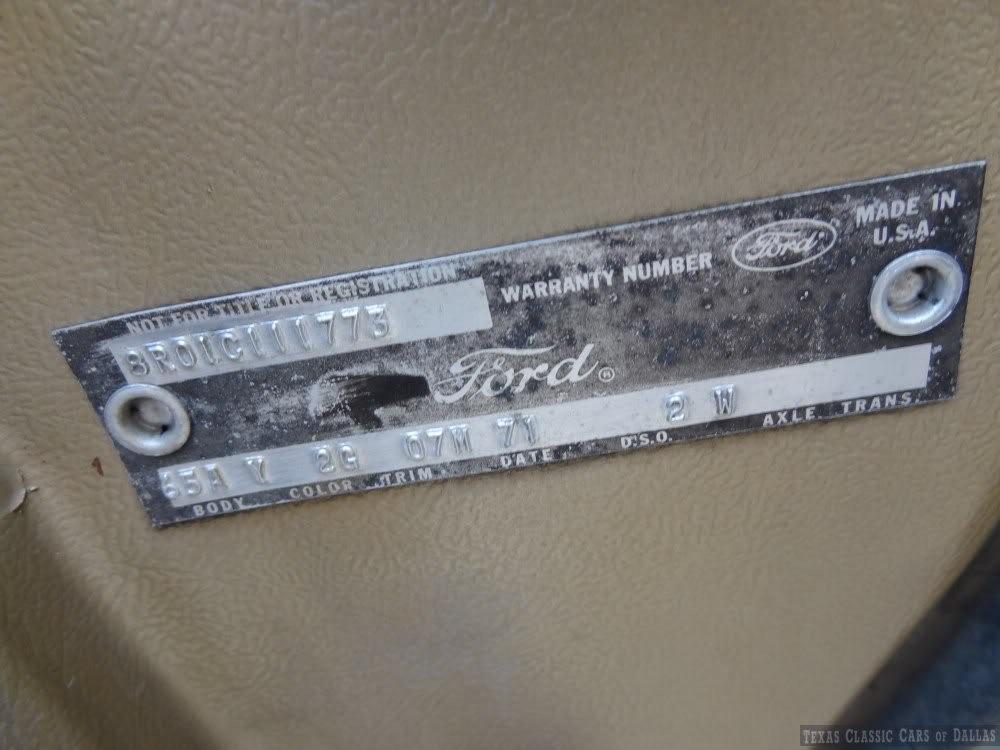 MADE IN
U.S.A.
Ford
WARRANTY NUMBER
NOT FOR TITLE OR REGISTRATION
8R01C111773
Ford ®
65A Y 2G 07M 71 2 W
BODY COLOR TRIM DATE D.S.O. AXLE TRANS.
TEXAS CLASSIC CARS OF DALLAS